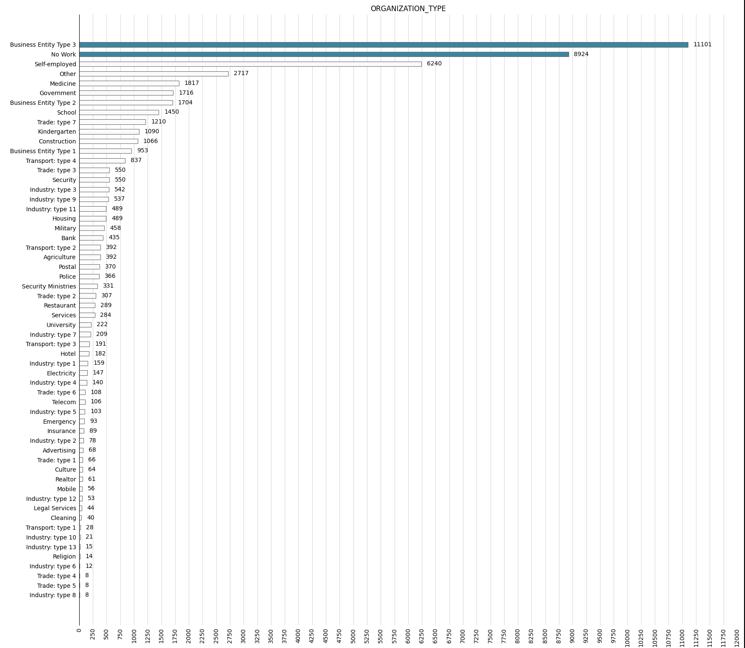 ORGANIZATION_TYPE
Business Entity Type 3 11101
No Work 8924
Self-employed 6240
Other 2717
Medicine 1817
Government 1716
Business Entity Type 2 1704
School 1450
Trade: type 7 1210
Kindergarten 1090
Construction 1066
Business Entity Type 1 953
Transport: type 4 837
Trade: type 3 550
Security 550
Industry: type 3 542
Industry: type 9 537
Industry: type 11 489
Housing 489
Military 458
Bank 435
Transport: type 2 392
Agriculture 392
Postal 370
Police 366
Security Ministries 331
Trade: type 2 307
Restaurant 289
Services 284
University 222
Industry: type 7 209
Transport: type 3 191
Hotel 182
Industry: type 1 159
Electricity 147
Industry: type 4 140
Trade: type 6 108
Telecom 106
Industry: type 5 103
Emergency 93
Insurance 89
Industry: type 2 78
Advertising 68
Trade: type 1 66
Culture 64
Realtor 61
Mobile 56
Industry: type 12 53
Legal Services 44
Cleaning 40
Transport: type 1 28
Industry: type 10 21
Industry: type 13 15
Religion 14
Industry: type 6 12
Trade: type 4 8
Trade: type 5 8
Industry: type 8 8
0 250 500 750 1000 1250 1500 1750 2000 2250 2500 2750 3000 3250 3500 3750 4000 4250 4500 4750 5000 5250 5500 5750 6000 6250 6500 6750 7000 7250 7500 7750 8000 8250 8500 8750 9000 9250 9500 9750 10000 10250 10500 10750 11000 11250 11500 11750 12000